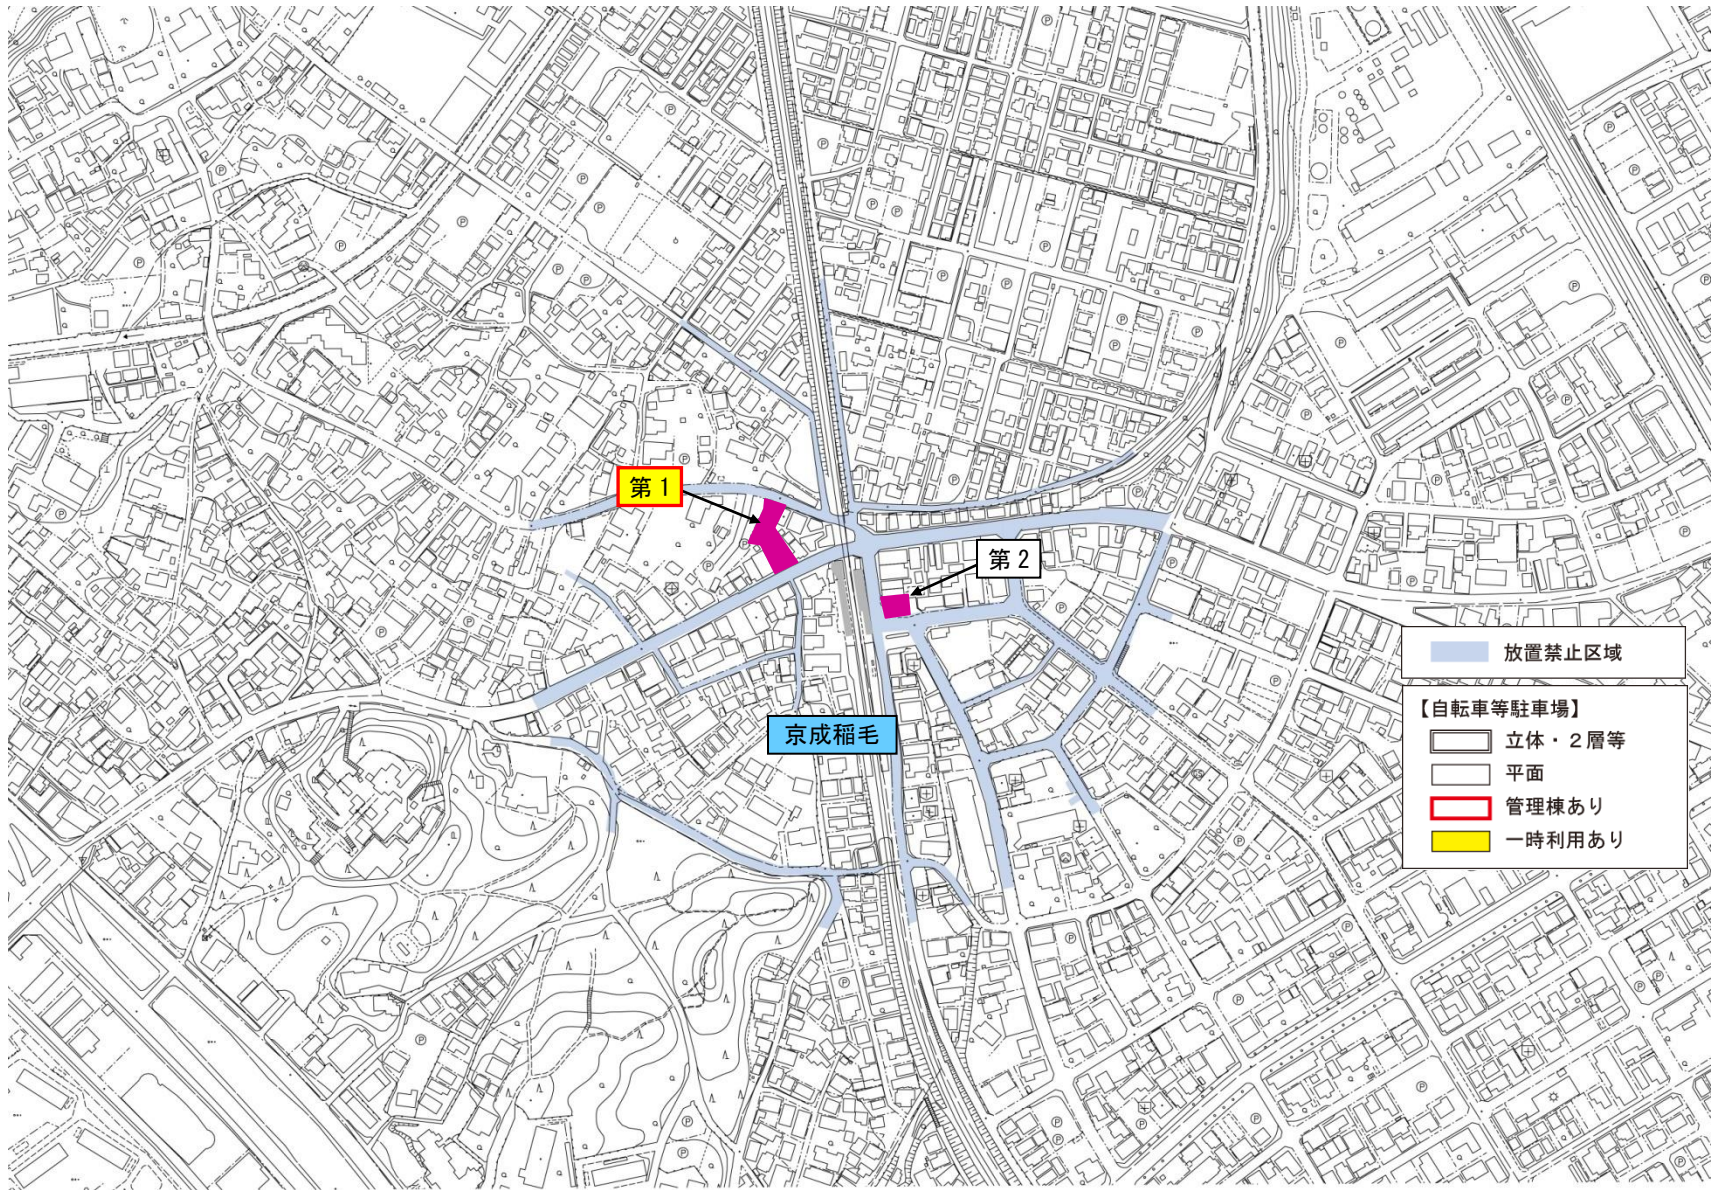 第１
第２
京成稲毛
放置禁止区域
【自転車等駐車場】
立体・２層等
平面
管理棟あり
一時利用あり